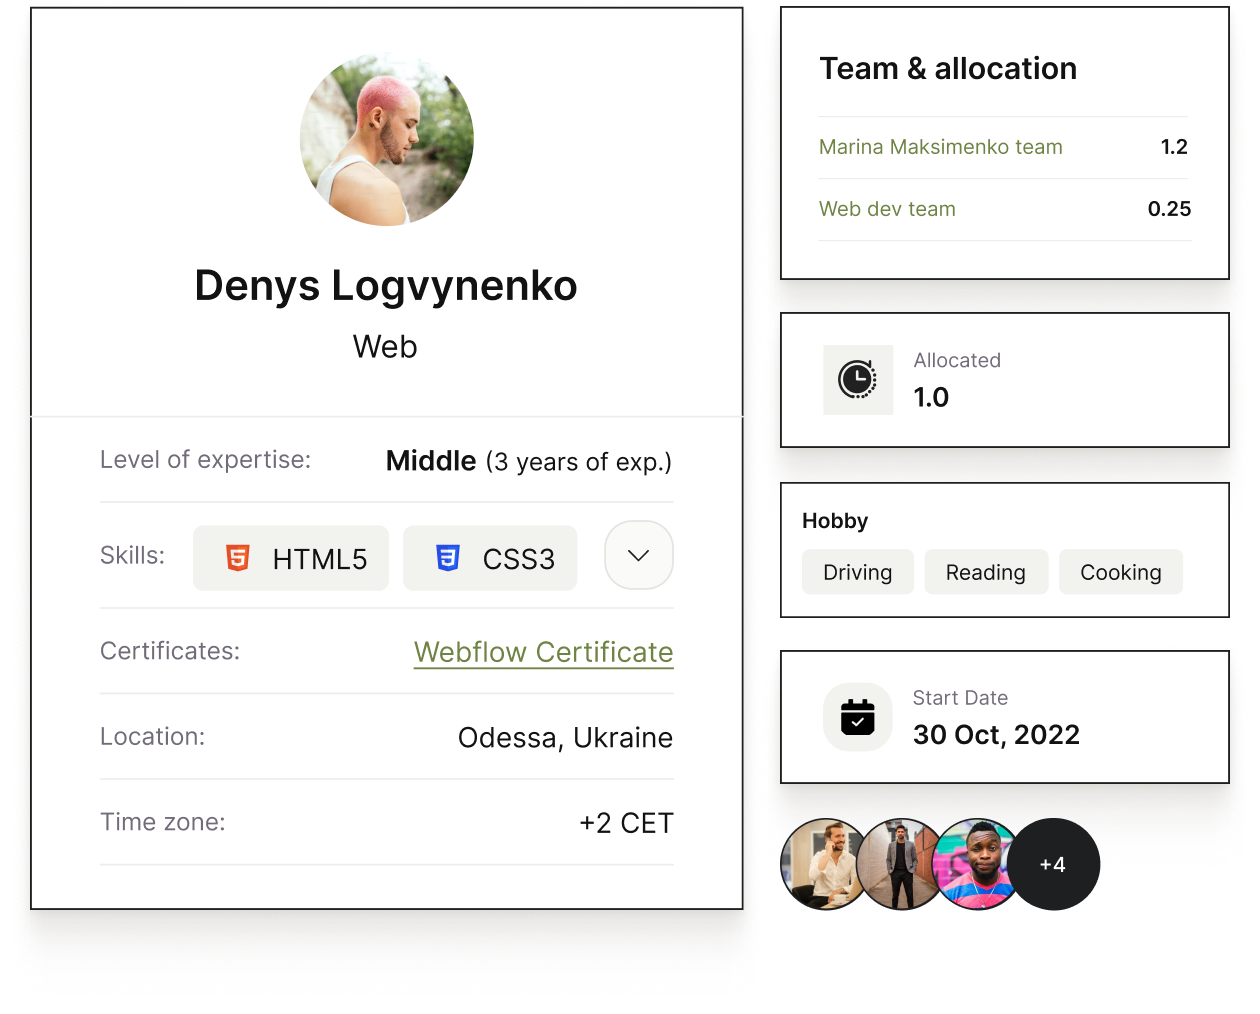 Denys Logvynenko
Web
Level of expertise: Middle (3 years of exp.)
Skills: HTML5 CSS3
Certificates: Webflow Certificate
Location: Odessa, Ukraine
Time zone: +2 CET
Team & allocation
Marina Maksimenko team 1.2
Web dev team 0.25
Allocated
1.0
Hobby
Driving Reading Cooking
Start Date
30 Oct, 2022
+4